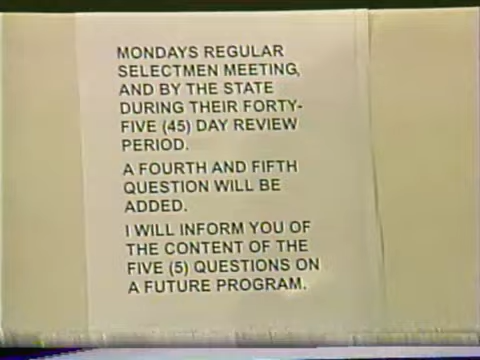 MONDAYS REGULAR
SELECTMEN MEETING,
AND BY THE STATE
DURING THEIR FORTY-
FIVE (45) DAY REVIEW
PERIOD.
A FOURTH AND FIFTH
QUESTION WILL BE
ADDED.
I WILL INFORM YOU OF
THE CONTENT OF THE
FIVE (5) QUESTIONS ON
A FUTURE PROGRAM.